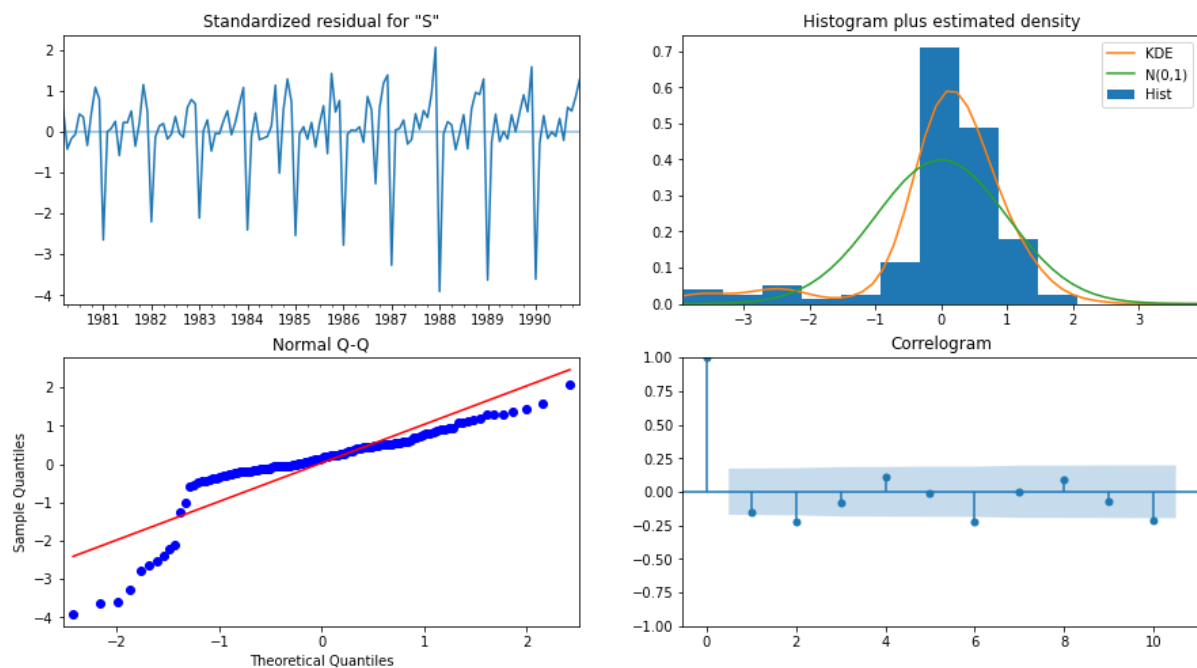 Standardized residual for "S"
2
1
0
−1
−2
−3
−4
1981 1982 1983 1984 1985 1986 1987 1988 1989 1990
Histogram plus estimated density
0.7
0.6
0.5
0.4
0.3
0.2
0.1
0.0
KDE
N(0,1)
Hist
−3 −2 −1 0 1 2 3
Normal Q-Q
Sample Quantiles
2
1
0
−1
−2
−3
−4
−2 −1 0 1 2
Theoretical Quantiles
Correlogram
1.00
0.75
0.50
0.25
0.00
−0.25
−0.50
−0.75
−1.00
0 2 4 6 8 10